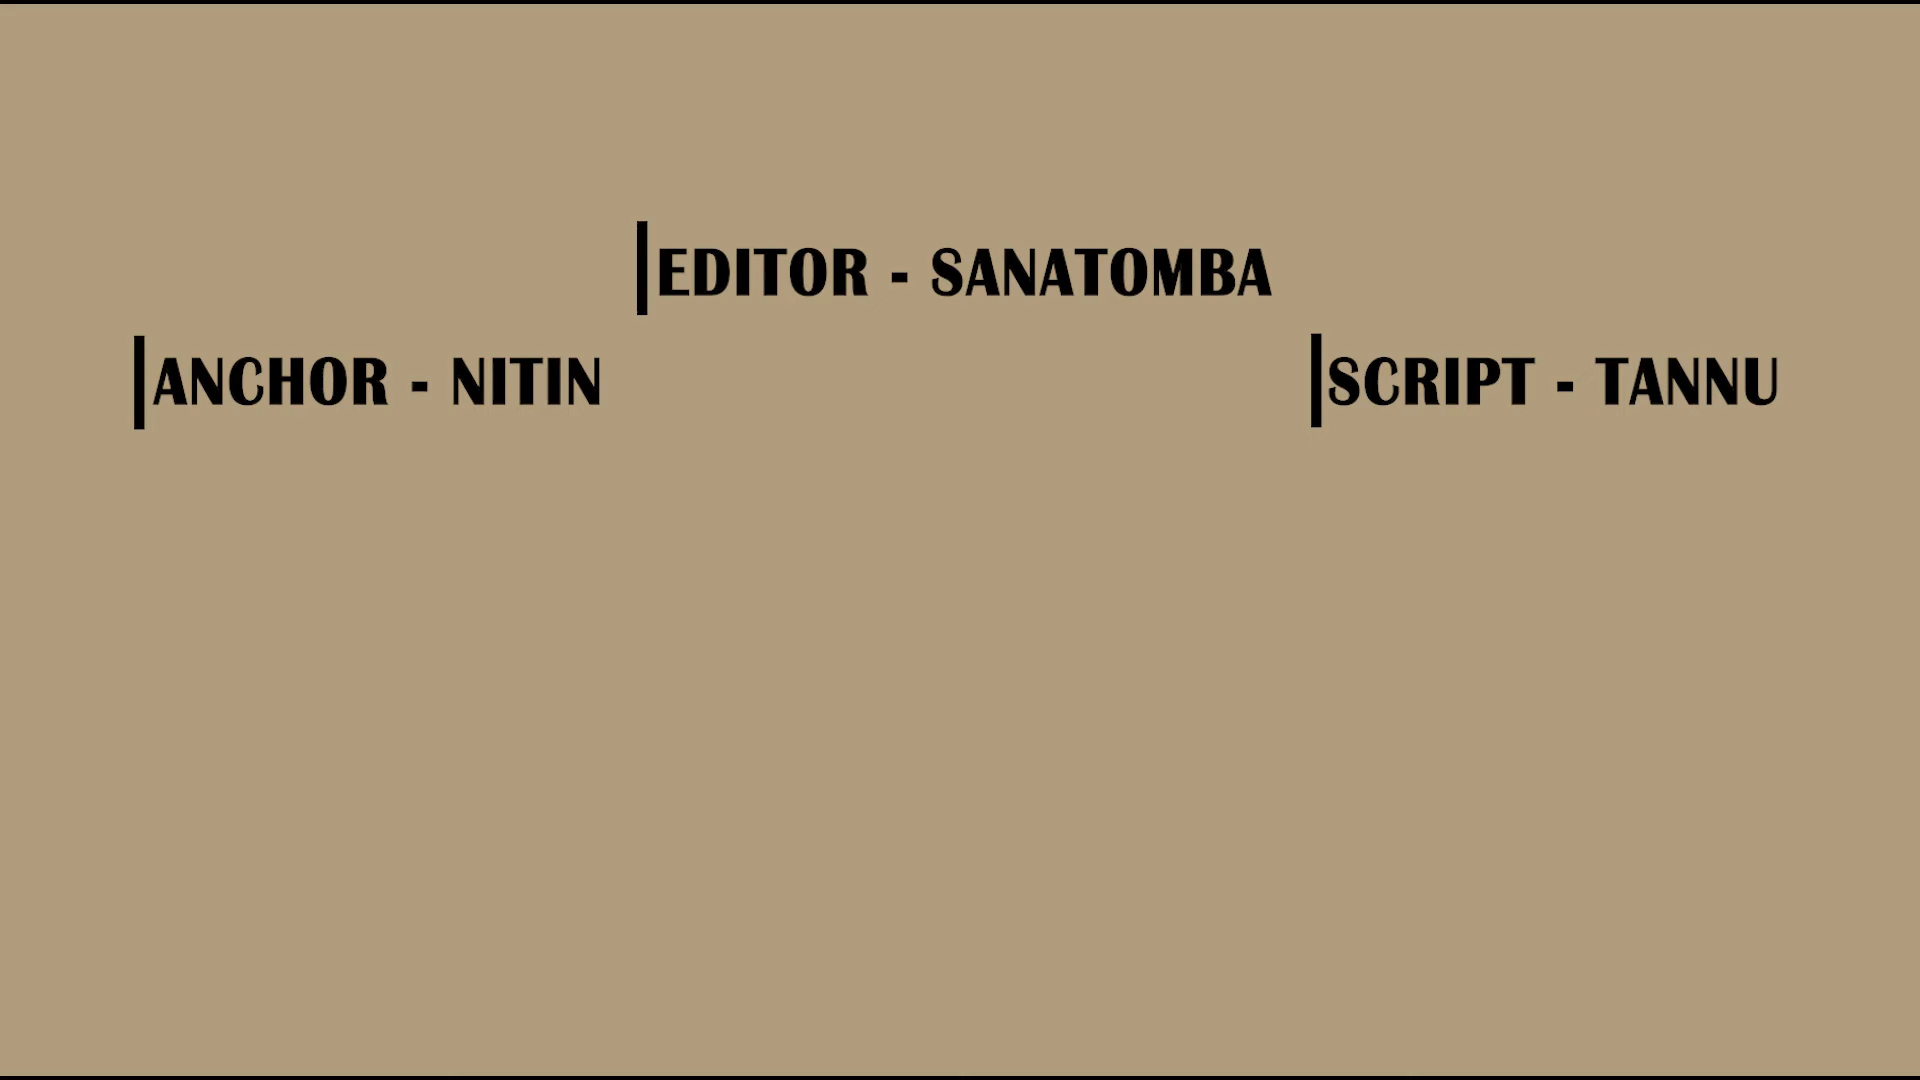 EDITOR - SANATOMBA
ANCHOR - NITIN
SCRIPT - TANNU